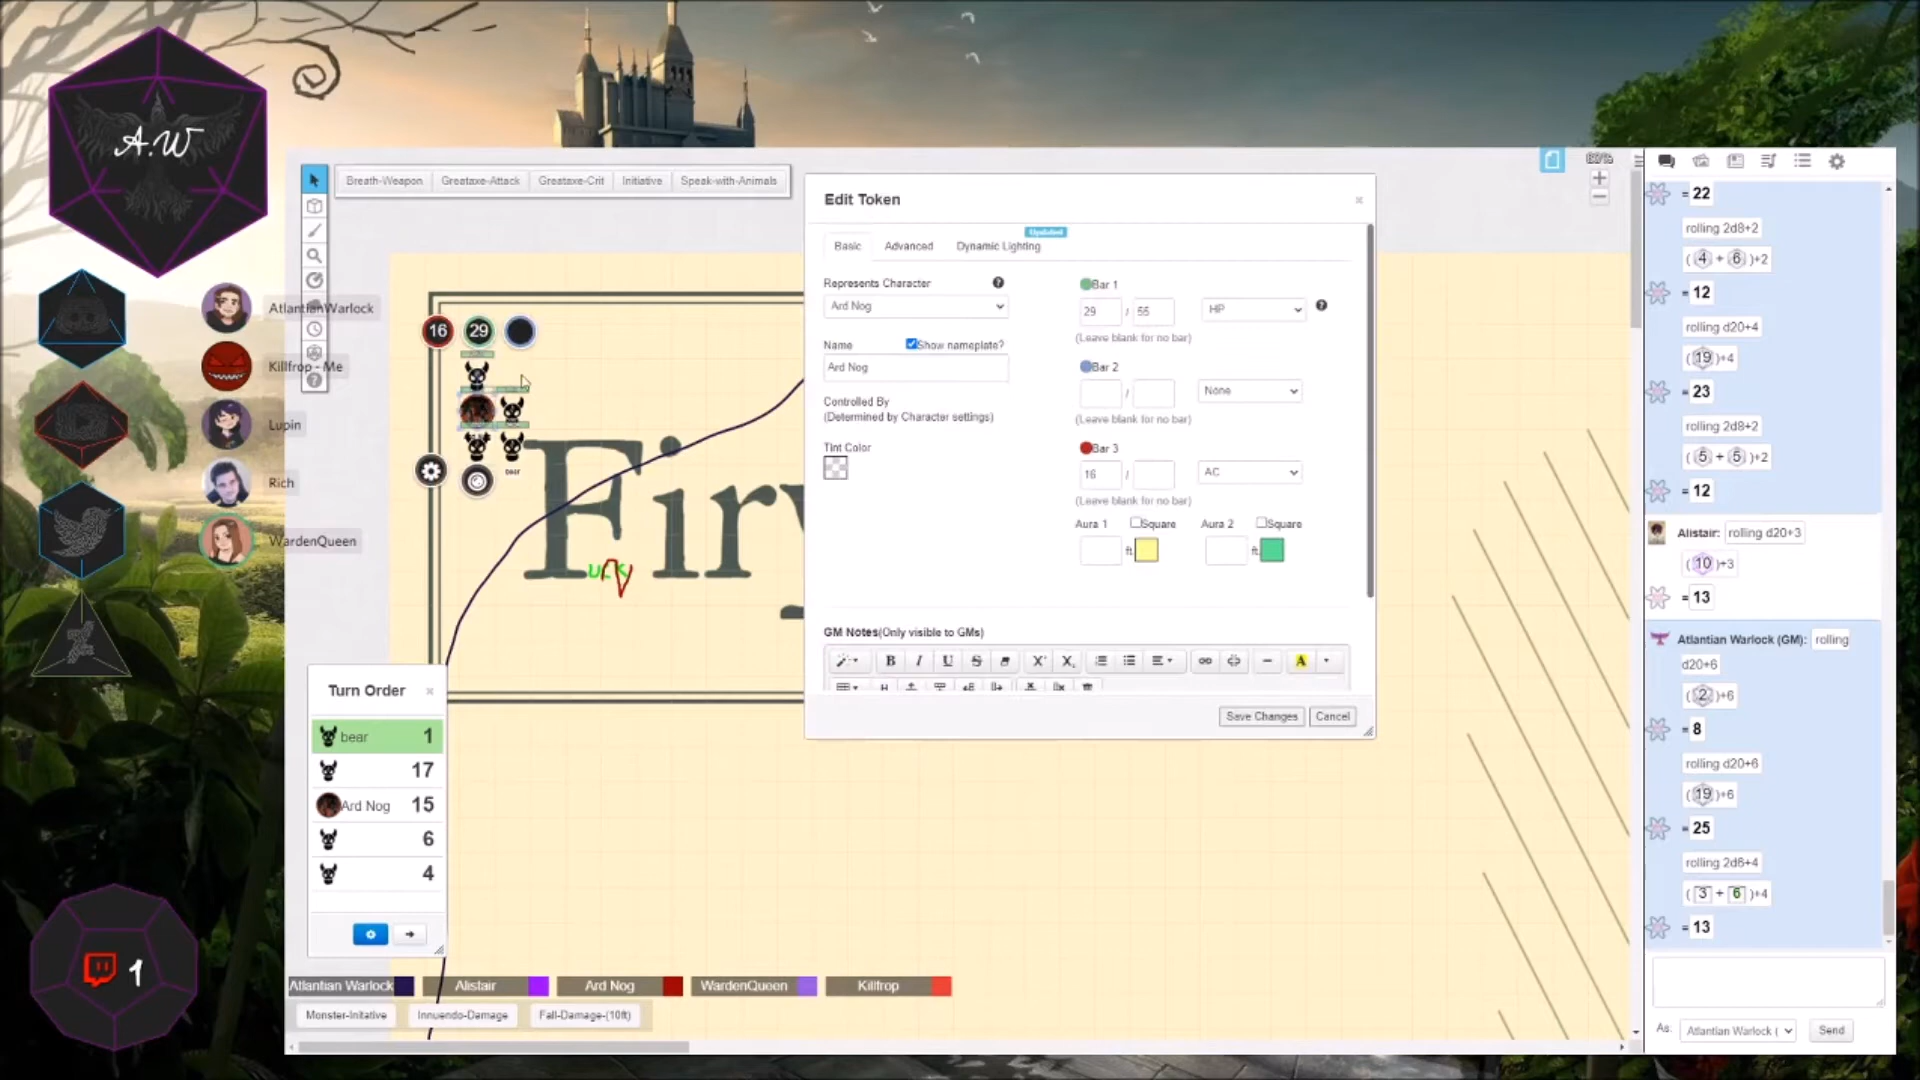 A.W
AtlantianWarlock
Killfrop - Me
Lupin
Rich
WardenQueen
1
Breath-Weapon
Greataxe-Attack
Greataxe-Crit
Initiative
Speak-with-Animals
16
29
bear
Fir
Turn Order
bear 1
17
Ard Nog 15
6
4
Atlantian Warlock
Alistair
Ard Nog
WardenQueen
Killfrop
Monster-Initative
Innuendo-Damage
Fall-Damage-(10ft)
Edit Token
Updated
Basic
Advanced
Dynamic Lighting
Represents Character
Ard Nog
Name
Show nameplate?
Ard Nog
Controlled By
(Determined by Character settings)
Tint Color
Bar 1
29 / 55
HP
(Leave blank for no bar)
Bar 2
/
None
(Leave blank for no bar)
Bar 3
16 /
AC
(Leave blank for no bar)
Aura 1
Square
Aura 2
Square
ft.
ft.
GM Notes(Only visible to GMs)
B I U S
A
Save Changes
Cancel
= 22
rolling 2d8+2
(4 + 6)+2
= 12
rolling d20+4
(19)+4
= 23
rolling 2d8+2
(5 + 5)+2
= 12
Alistair: rolling d20+3
(10)+3
= 13
Atlantian Warlock (GM): rolling
d20+6
(2)+6
= 8
rolling d20+6
(19)+6
= 25
rolling 2d6+4
(3 + 6)+4
= 13
As:
Atlantian Warlock (
Send